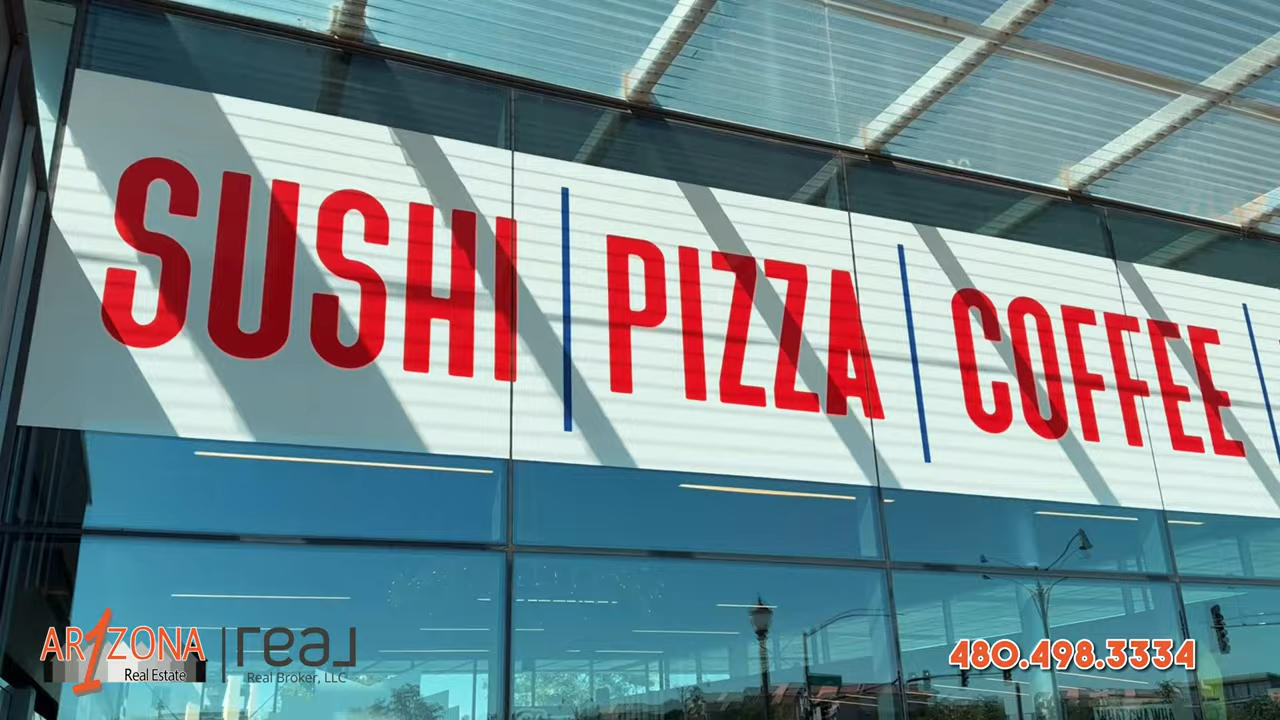 SUSHI | PIZZA | COFFEE |
AR1ZONA
Real Estate
real
Real Broker, LLC
480.498.3334